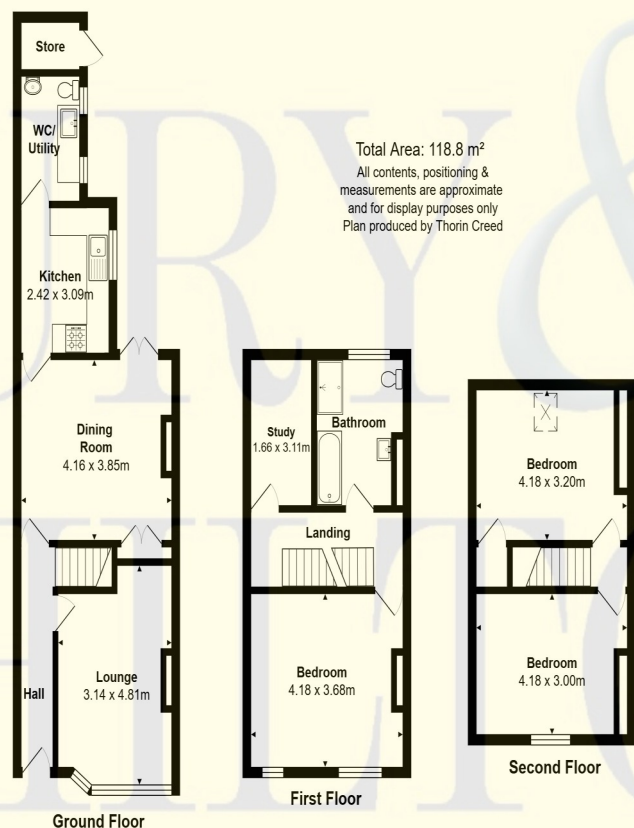 Store
WC/
Utility
Kitchen
2.42 x 3.09m
Dining
Room
4.16 x 3.85m
Lounge
3.14 x 4.81m
Hall
Ground Floor
Total Area: 118.8 m²
All contents, positioning &
measurements are approximate
and for display purposes only
Plan produced by Thorin Creed
Study
1.66 x 3.11m
Bathroom
Landing
Bedroom
4.18 x 3.68m
First Floor
Bedroom
4.18 x 3.20m
Bedroom
4.18 x 3.00m
Second Floor
URY &
HILTO